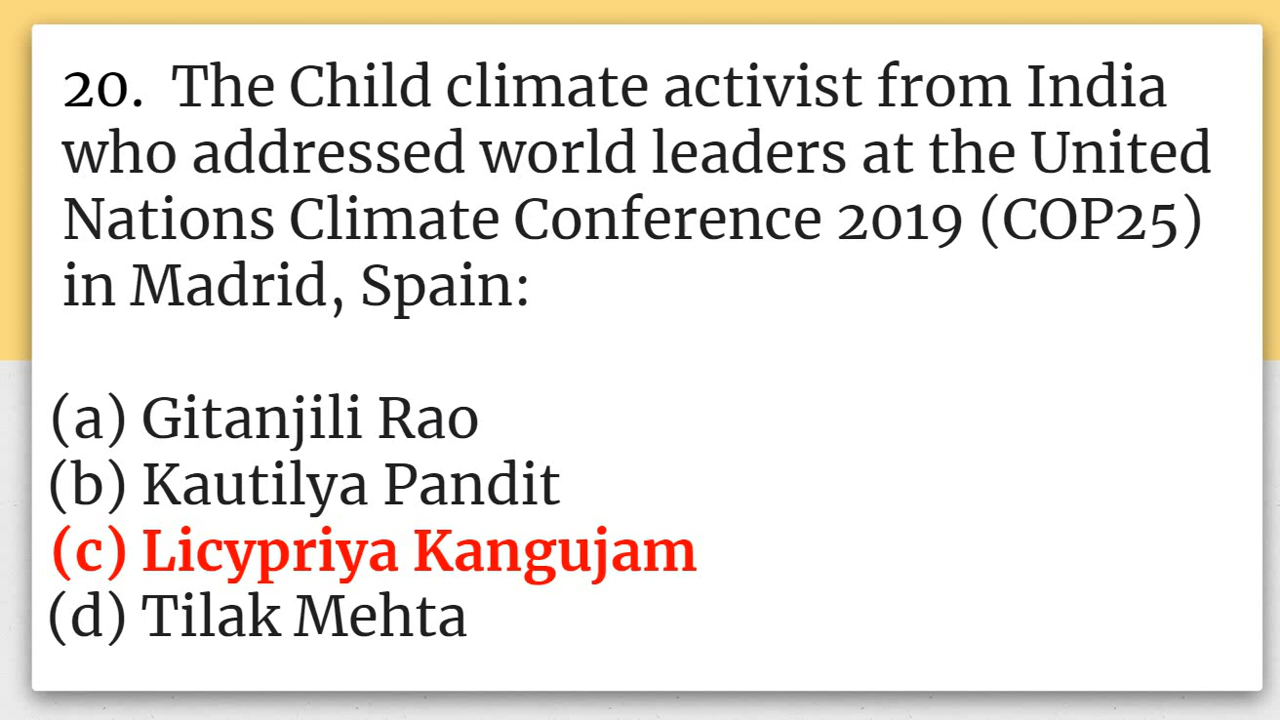 20. The Child climate activist from India
who addressed world leaders at the United
Nations Climate Conference 2019 (COP25)
in Madrid, Spain:
(a) Gitanjili Rao
(b) Kautilya Pandit
(c) Licypriya Kangujam
(d) Tilak Mehta